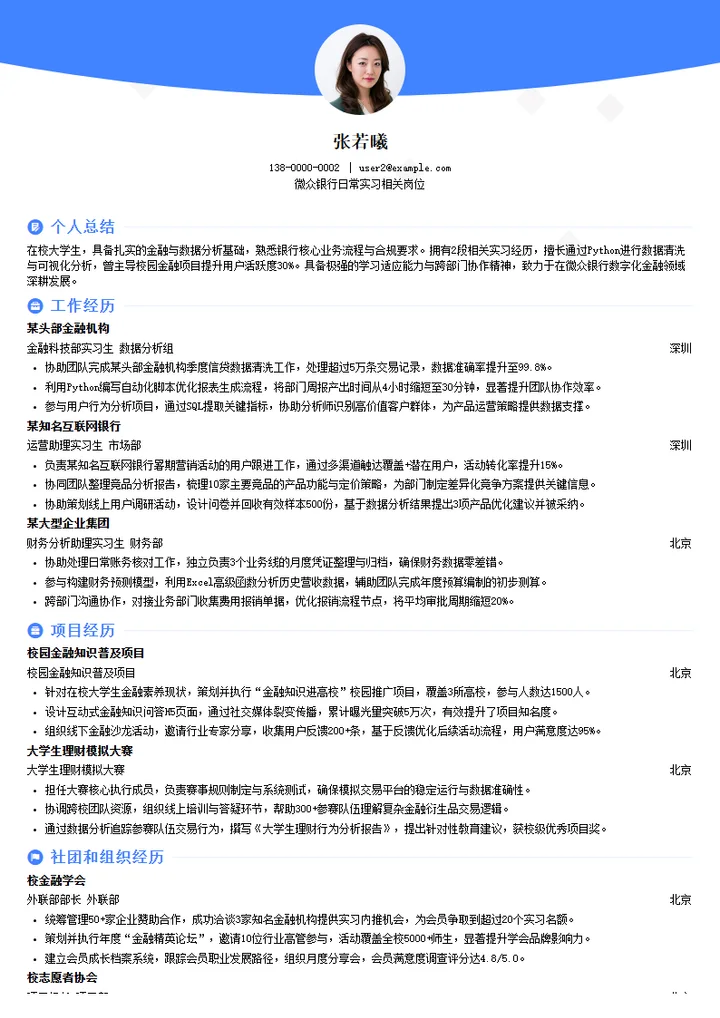 张若曦
138-0000-0002 | user2@example.com
微众银行日常实习相关岗位
个人总结
在校大学生，具备扎实的金融与数据分析基础，熟悉银行核心业务流程与合规要求。拥有2段相关实习经历，擅长通过Python进行数据清洗
与可视化分析，曾主导校园金融项目提升用户活跃度30%。具备极强的学习适应能力与跨部门协作精神，致力于在微众银行数字化金融领域
深耕发展。
工作经历
某头部金融机构
金融科技部实习生 数据分析组 深圳
• 协助团队完成某头部金融机构季度信贷数据清洗工作，处理超过5万条交易记录，数据准确率提升至99.8%。
• 利用Python编写自动化脚本优化报表生成流程，将部门周报产出时间从4小时缩短至30分钟，显著提升团队协作效率。
• 参与用户行为分析项目，通过SQL提取关键指标，协助分析师识别高价值客户群体，为产品运营策略提供数据支撑。
某知名互联网银行
运营助理实习生 市场部 深圳
• 负责某知名互联网银行暑期营销活动的用户跟进工作，通过多渠道触达覆盖+潜在用户，活动转化率提升15%。
• 协同团队整理竞品分析报告，梳理10家主要竞品的产品功能与定价策略，为部门制定差异化竞争方案提供关键信息。
• 协助策划线上用户调研活动，设计问卷并回收有效样本500份，基于数据分析结果提出3项产品优化建议并被采纳。
某大型企业集团
财务分析助理实习生 财务部 北京
• 协助处理日常账务核对工作，独立负责3个业务线的月度凭证整理与归档，确保财务数据零差错。
• 参与构建财务预测模型，利用Excel高级函数分析历史营收数据，辅助团队完成年度预算编制的初步测算。
• 跨部门沟通协作，对接业务部门收集费用报销单据，优化报销流程节点，将平均审批周期缩短20%。
项目经历
校园金融知识普及项目
校园金融知识普及项目 北京
• 针对在校大学生金融素养现状，策划并执行“金融知识进高校”校园推广项目，覆盖3所高校，参与人数达1500人。
• 设计互动式金融知识问答H5页面，通过社交媒体裂变传播，累计曝光量突破5万次，有效提升了项目知名度。
• 组织线下金融沙龙活动，邀请行业专家分享，收集用户反馈200+条，基于反馈优化后续活动流程，用户满意度达95%。
大学生理财模拟大赛
大学生理财模拟大赛 北京
• 担任大赛核心执行成员，负责赛事规则制定与系统测试，确保模拟交易平台的稳定运行与数据准确性。
• 协调跨校团队资源，组织线上培训与答疑环节，帮助300+参赛队伍理解复杂金融衍生品交易逻辑。
• 通过数据分析追踪参赛队伍交易行为，撰写《大学生理财行为分析报告》，提出针对性教育建议，获校级优秀项目奖。
社团和组织经历
校金融学会
外联部部长 外联部 北京
• 统筹管理50+家企业赞助合作，成功洽谈3家知名金融机构提供实习内推机会，为会员争取到超过20个实习名额。
• 策划并执行年度“金融精英论坛”，邀请10位行业高管参与，活动覆盖全校5000+师生，显著提升学会品牌影响力。
• 建立会员成长档案系统，跟踪会员职业发展路径，组织月度分享会，会员满意度调查评分达4.8/5.0。
校志愿者协会